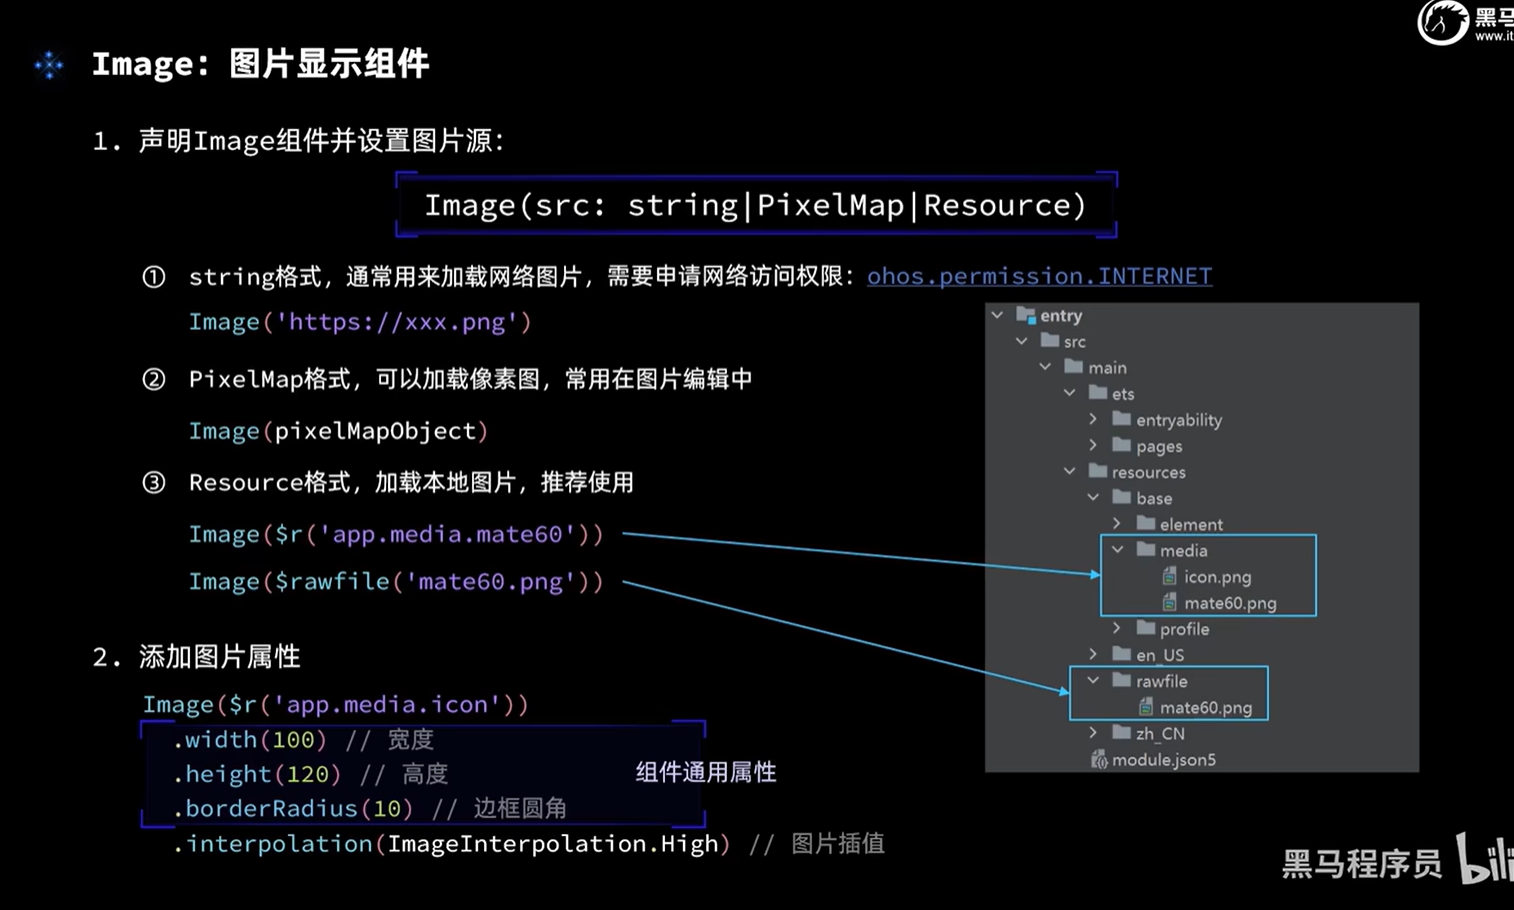 黑马
www.it
Image：图片显示组件
1. 声明Image组件并设置图片源：
Image(src: string|PixelMap|Resource)
① string格式，通常用来加载网络图片，需要申请网络访问权限：ohos.permission.INTERNET
Image('https://xxx.png')
② PixelMap格式，可以加载像素图，常用在图片编辑中
Image(pixelMapObject)
③ Resource格式，加载本地图片，推荐使用
Image($r('app.media.mate60'))
Image($rawfile('mate60.png'))
2. 添加图片属性
Image($r('app.media.icon'))
.width(100) // 宽度
.height(120) // 高度
.borderRadius(10) // 边框圆角
组件通用属性
.interpolation(ImageInterpolation.High) // 图片插值
entry
src
main
ets
entryability
pages
resources
base
element
media
icon.png
mate60.png
profile
en_US
rawfile
mate60.png
zh_CN
module.json5
黑马程序员 bili